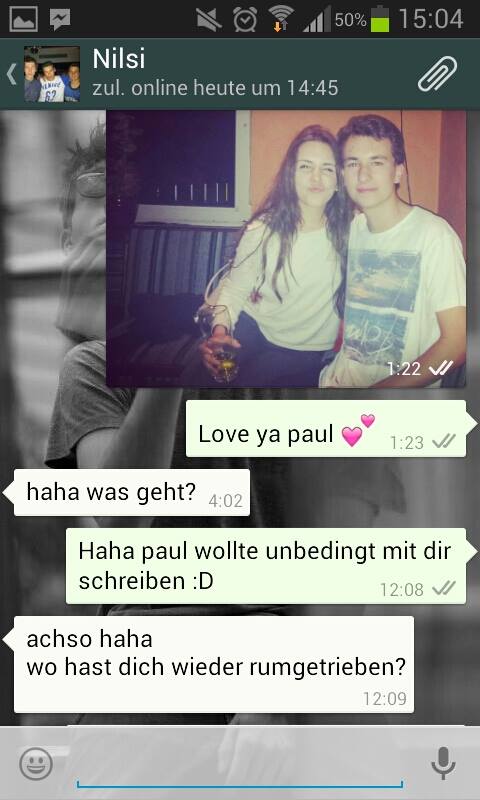 50% 15:04
Nilsi
zul. online heute um 14:45
1:22
Love ya paul 💕
1:23
haha was geht?
4:02
Haha paul wollte unbedingt mit dir
schreiben :D
12:08
achso haha
wo hast dich wieder rumgetrieben?
12:09